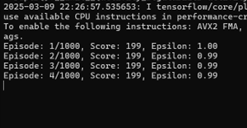 2025-03-09 22:26:57.535653: I tensorflow/core/pl
use available CPU instructions in performance-cr
To enable the following instructions: AVX2 FMA,
ags.
Episode: 1/1000, Score: 199, Epsilon: 1.00
Episode: 2/1000, Score: 199, Epsilon: 0.99
Episode: 3/1000, Score: 199, Epsilon: 0.99
Episode: 4/1000, Score: 199, Epsilon: 0.99